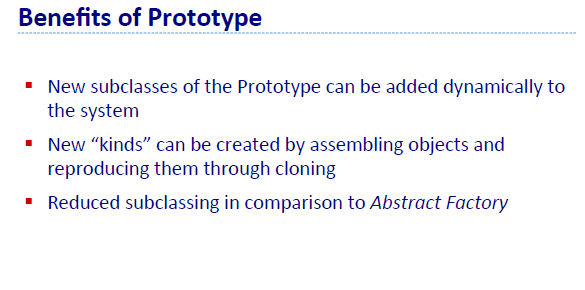 Benefits of Prototype
New subclasses of the Prototype can be added dynamically to
the system
New “kinds” can be created by assembling objects and
reproducing them through cloning
Reduced subclassing in comparison to Abstract Factory